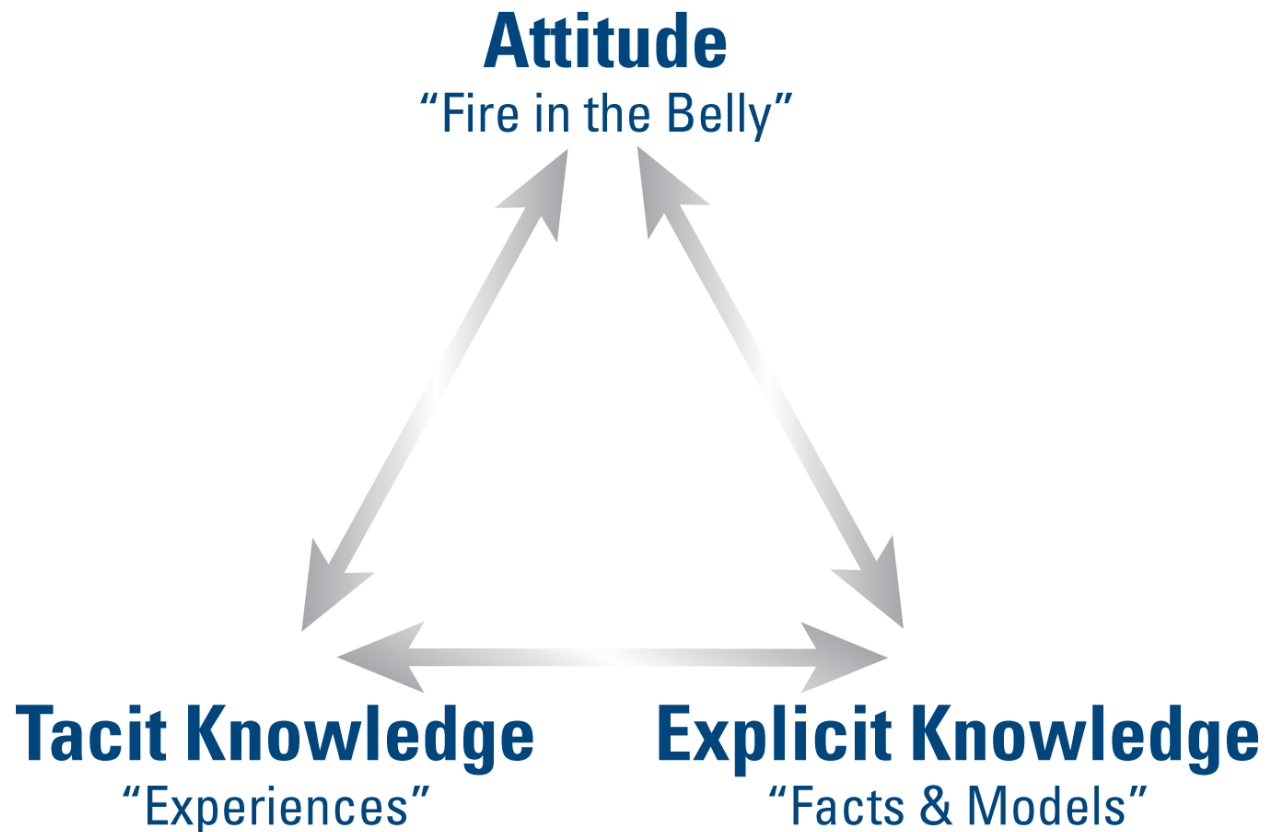 Attitude
“Fire in the Belly”
Tacit Knowledge
“Experiences”
Explicit Knowledge
“Facts & Models”